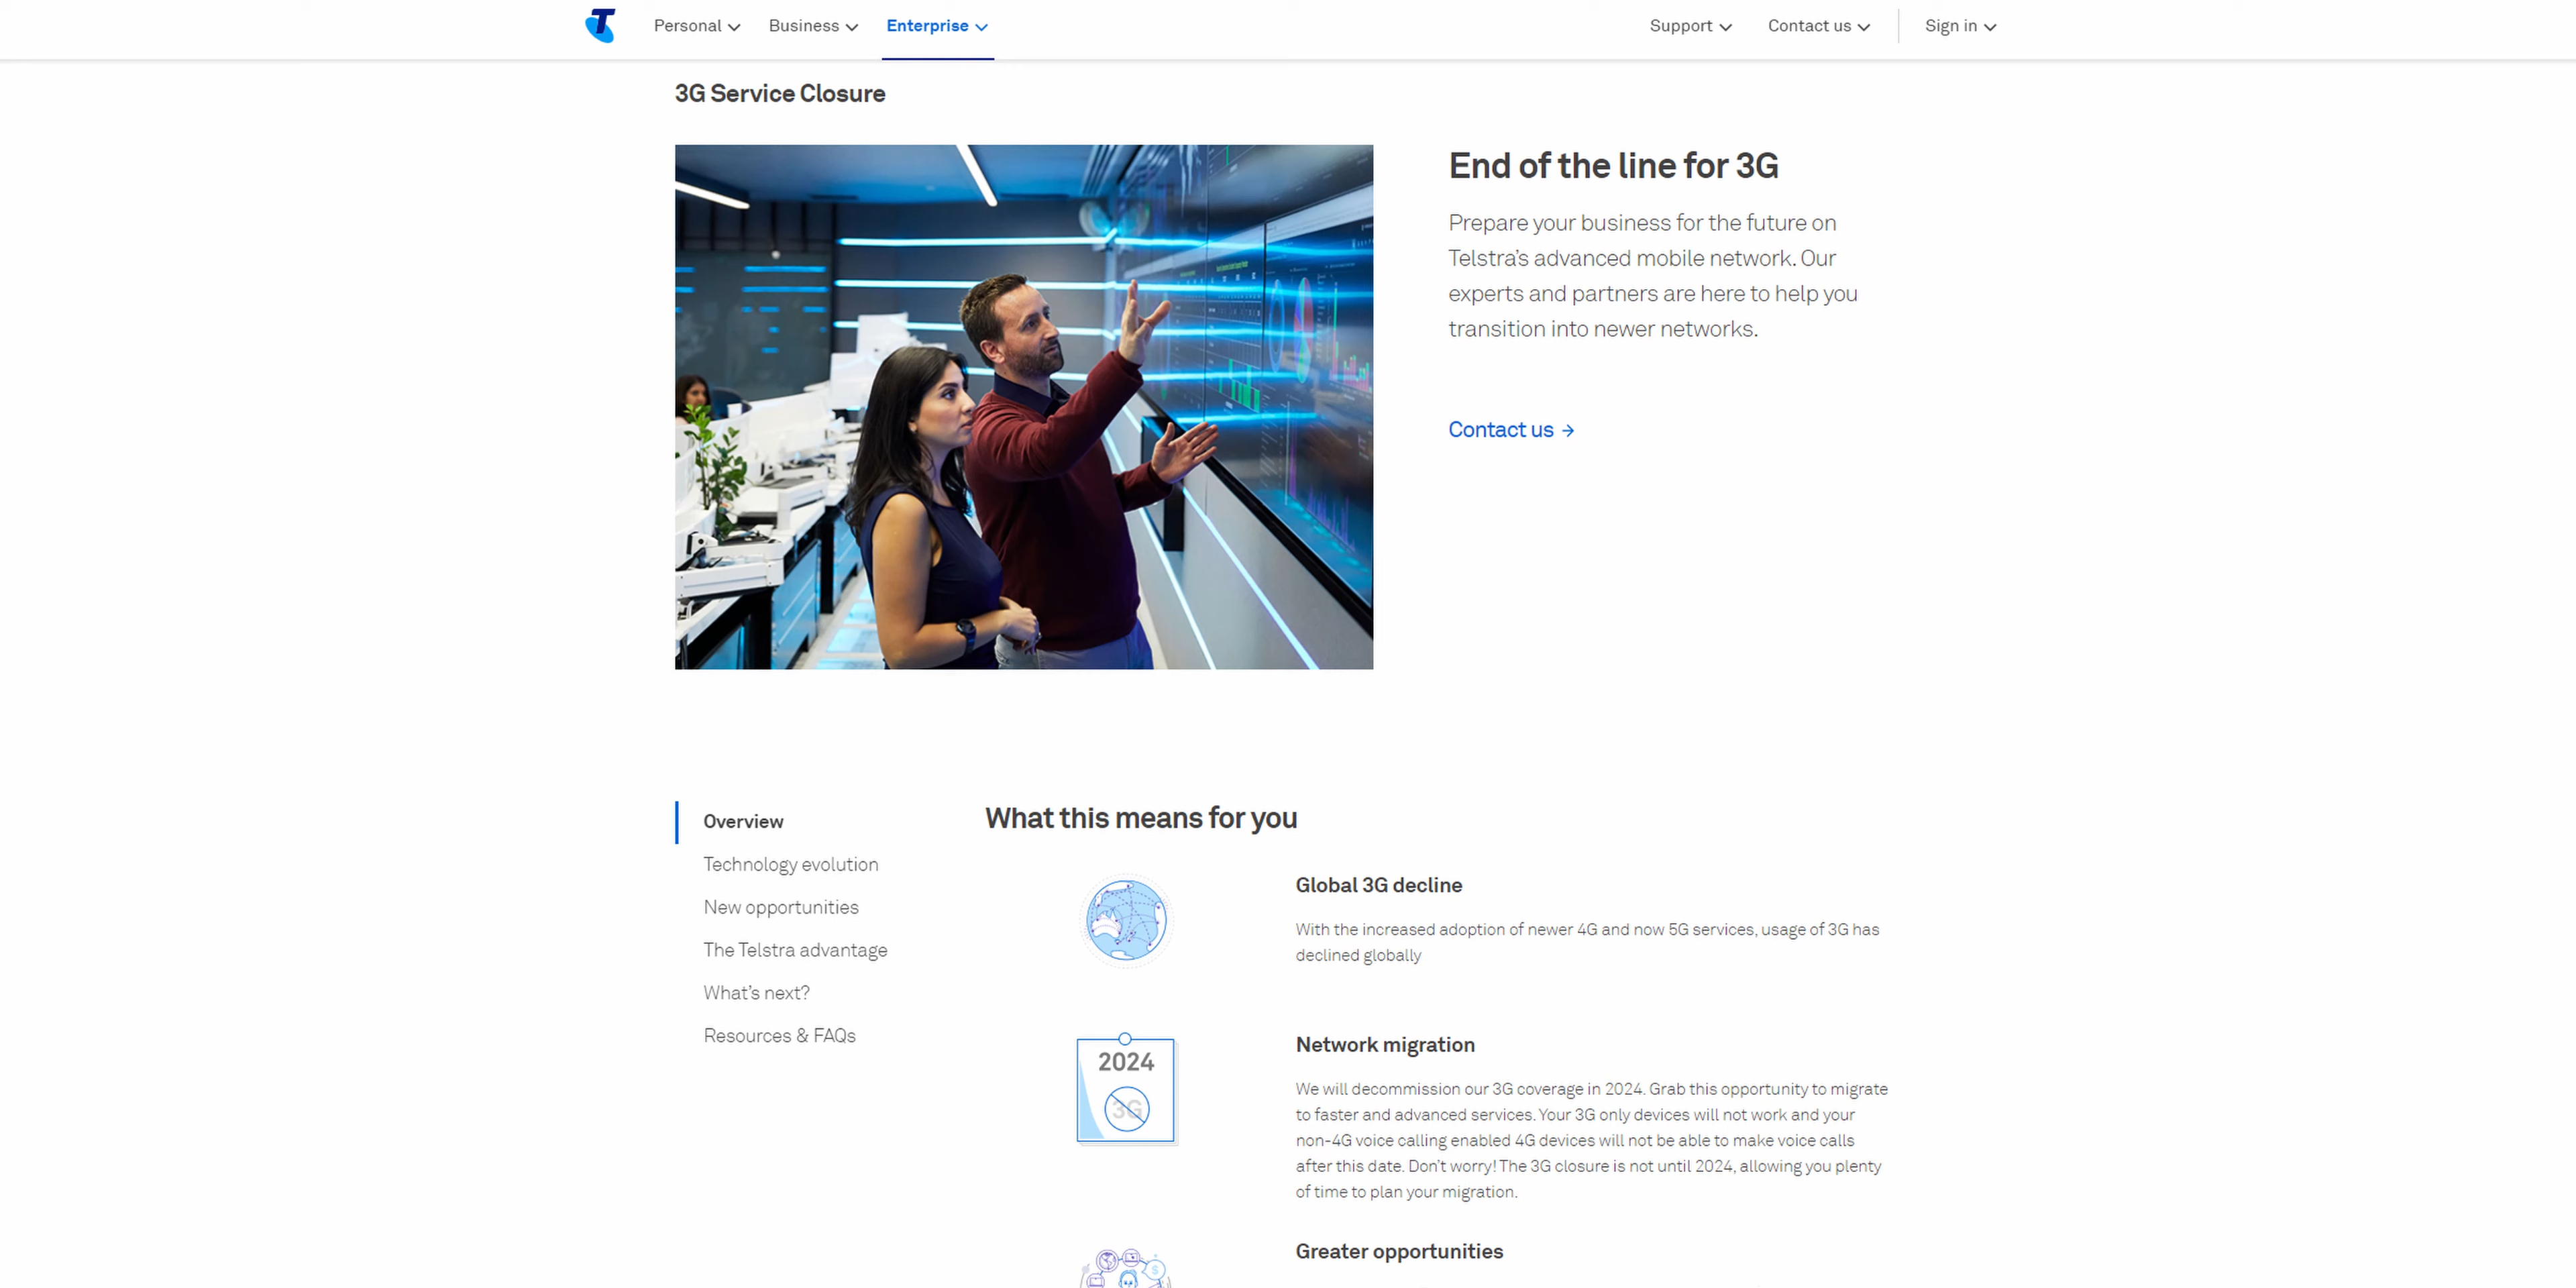 Personal
Business
Enterprise
Support
Contact us
Sign in
3G Service Closure
End of the line for 3G
Prepare your business for the future on
Telstra's advanced mobile network. Our
experts and partners are here to help you
transition into newer networks.
Contact us →
Overview
Technology evolution
New opportunities
The Telstra advantage
What's next?
Resources & FAQs
What this means for you
Global 3G decline
With the increased adoption of newer 4G and now 5G services, usage of 3G has
declined globally
2024
3G
Network migration
We will decommission our 3G coverage in 2024. Grab this opportunity to migrate
to faster and advanced services. Your 3G only devices will not work and your
non-4G voice calling enabled 4G devices will not be able to make voice calls
after this date. Don't worry! The 3G closure is not until 2024, allowing you plenty
of time to plan your migration.
Greater opportunities